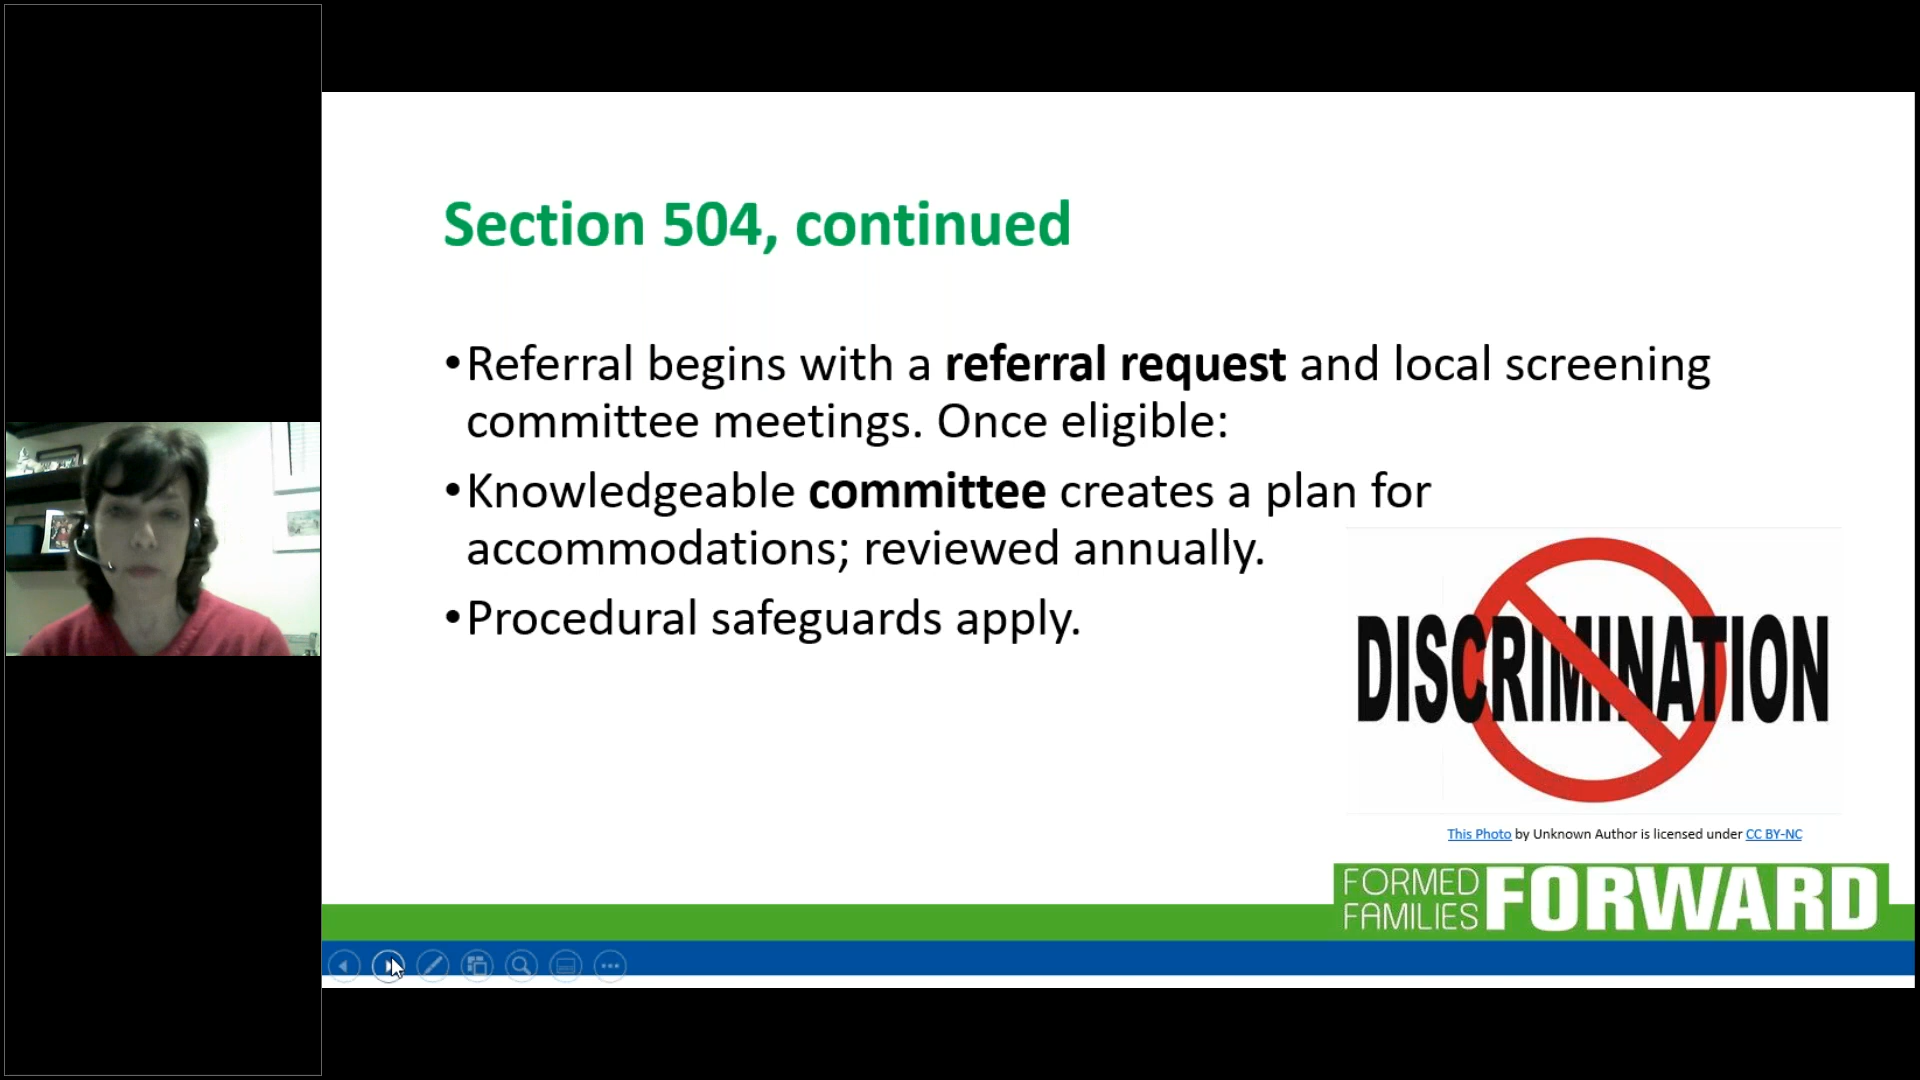 Section 504, continued
•Referral begins with a referral request and local screening
committee meetings. Once eligible:
•Knowledgeable committee creates a plan for
accommodations; reviewed annually.
•Procedural safeguards apply.
DISCRIMINATION
This Photo by Unknown Author is licensed under CC BY-NC
FORMED
FAMILIES
FORWARD